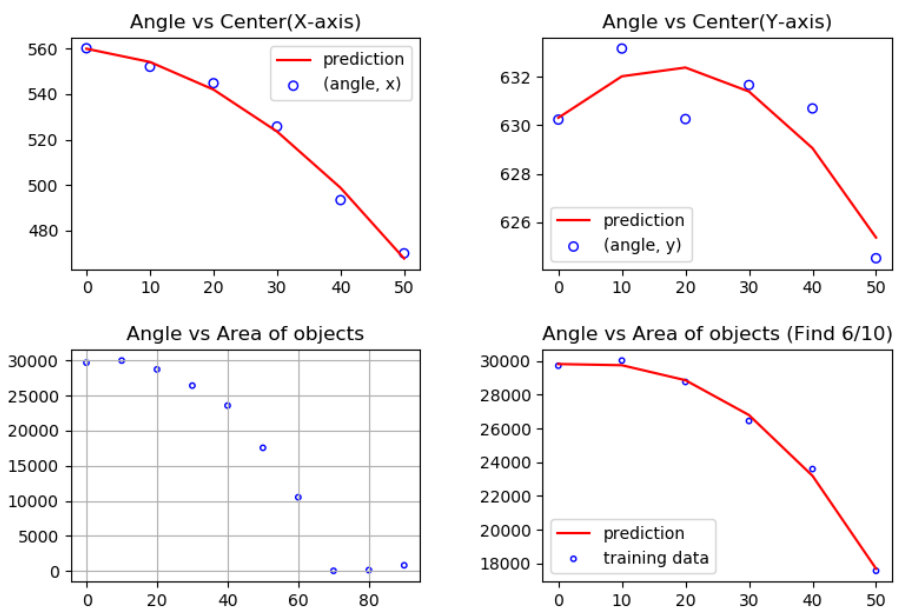 Angle vs Center(X-axis)
560
540
520
500
480
0 10 20 30 40 50
prediction
(angle, x)
Angle vs Center(Y-axis)
632
630
628
626
0 10 20 30 40 50
prediction
(angle, y)
Angle vs Area of objects
30000
25000
20000
15000
10000
5000
0
0 20 40 60 80
Angle vs Area of objects (Find 6/10)
30000
28000
26000
24000
22000
20000
18000
0 10 20 30 40 50
prediction
training data